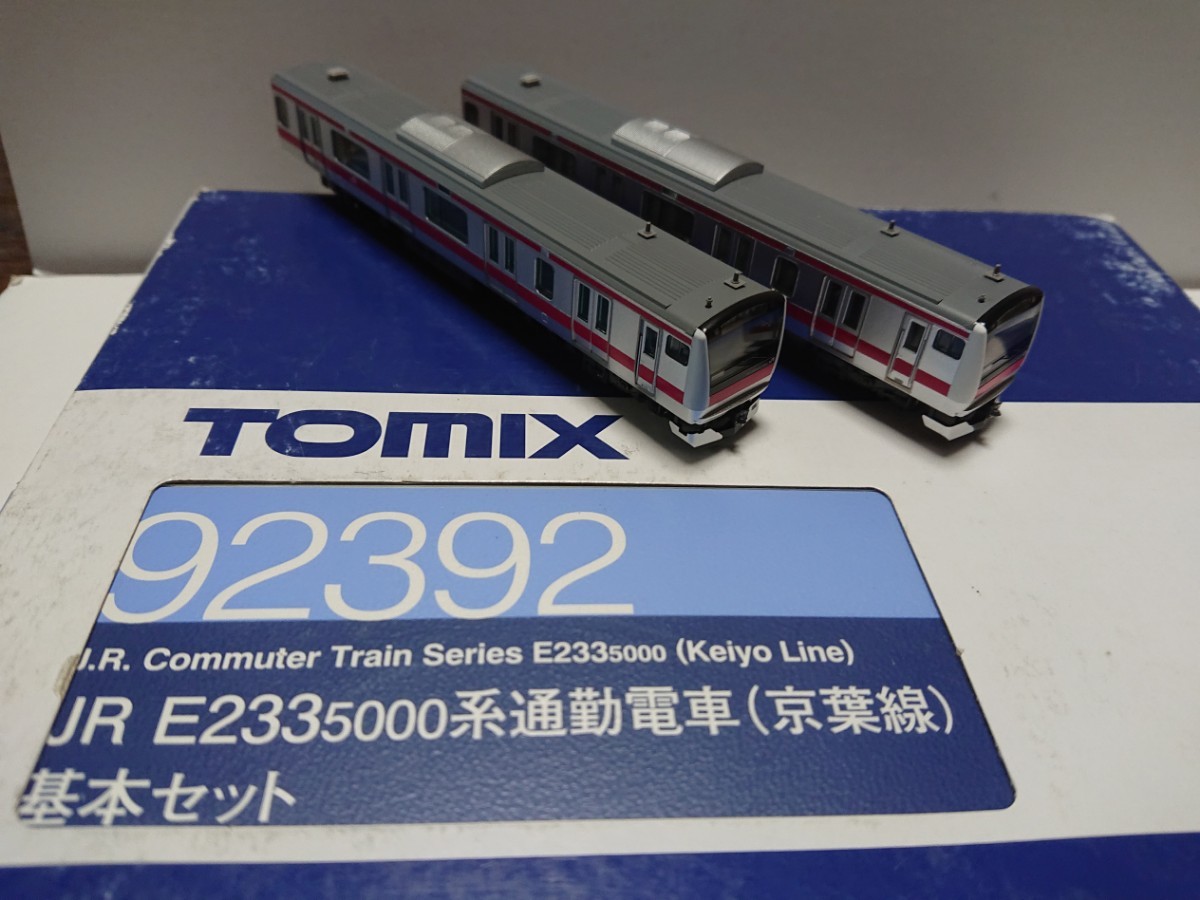 TOMIX
92392
J.R. Commuter Train Series E2335000 (Keiyo Line)
JR E2335000系通勤電車(京葉線)
基本セット